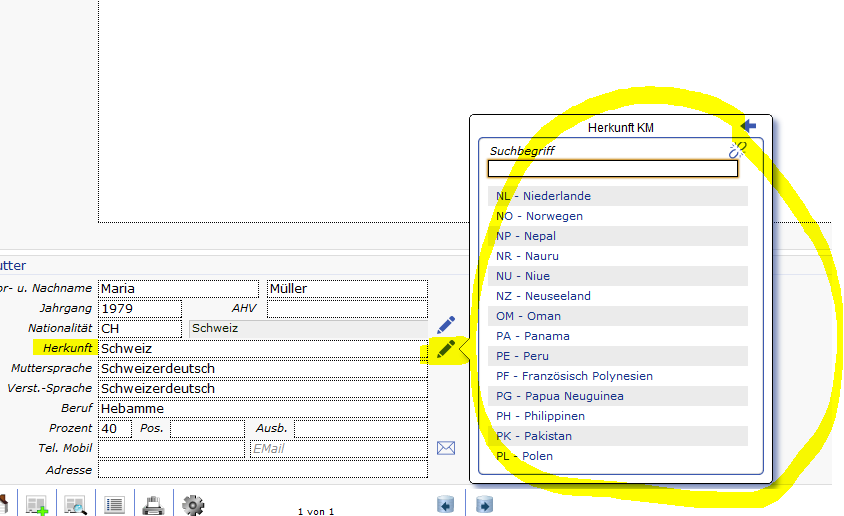 Herkunft KM
Suchbegriff
NL - Niederlande
NO - Norwegen
NP - Nepal
NR - Nauru
NU - Niue
NZ - Neuseeland
OM - Oman
PA - Panama
PE - Peru
PF - Französisch Polynesien
PG - Papua Neuguinea
PH - Philippinen
PK - Pakistan
PL - Polen
utter
or- u. Nachname Maria Müller
Jahrgang 1979 AHV
Nationalität CH Schweiz
Herkunft Schweiz
Muttersprache Schweizerdeutsch
Verst.-Sprache Schweizerdeutsch
Beruf Hebamme
Prozent 40 Pos. Ausb.
Tel. Mobil EMail
Adresse
1 von 1